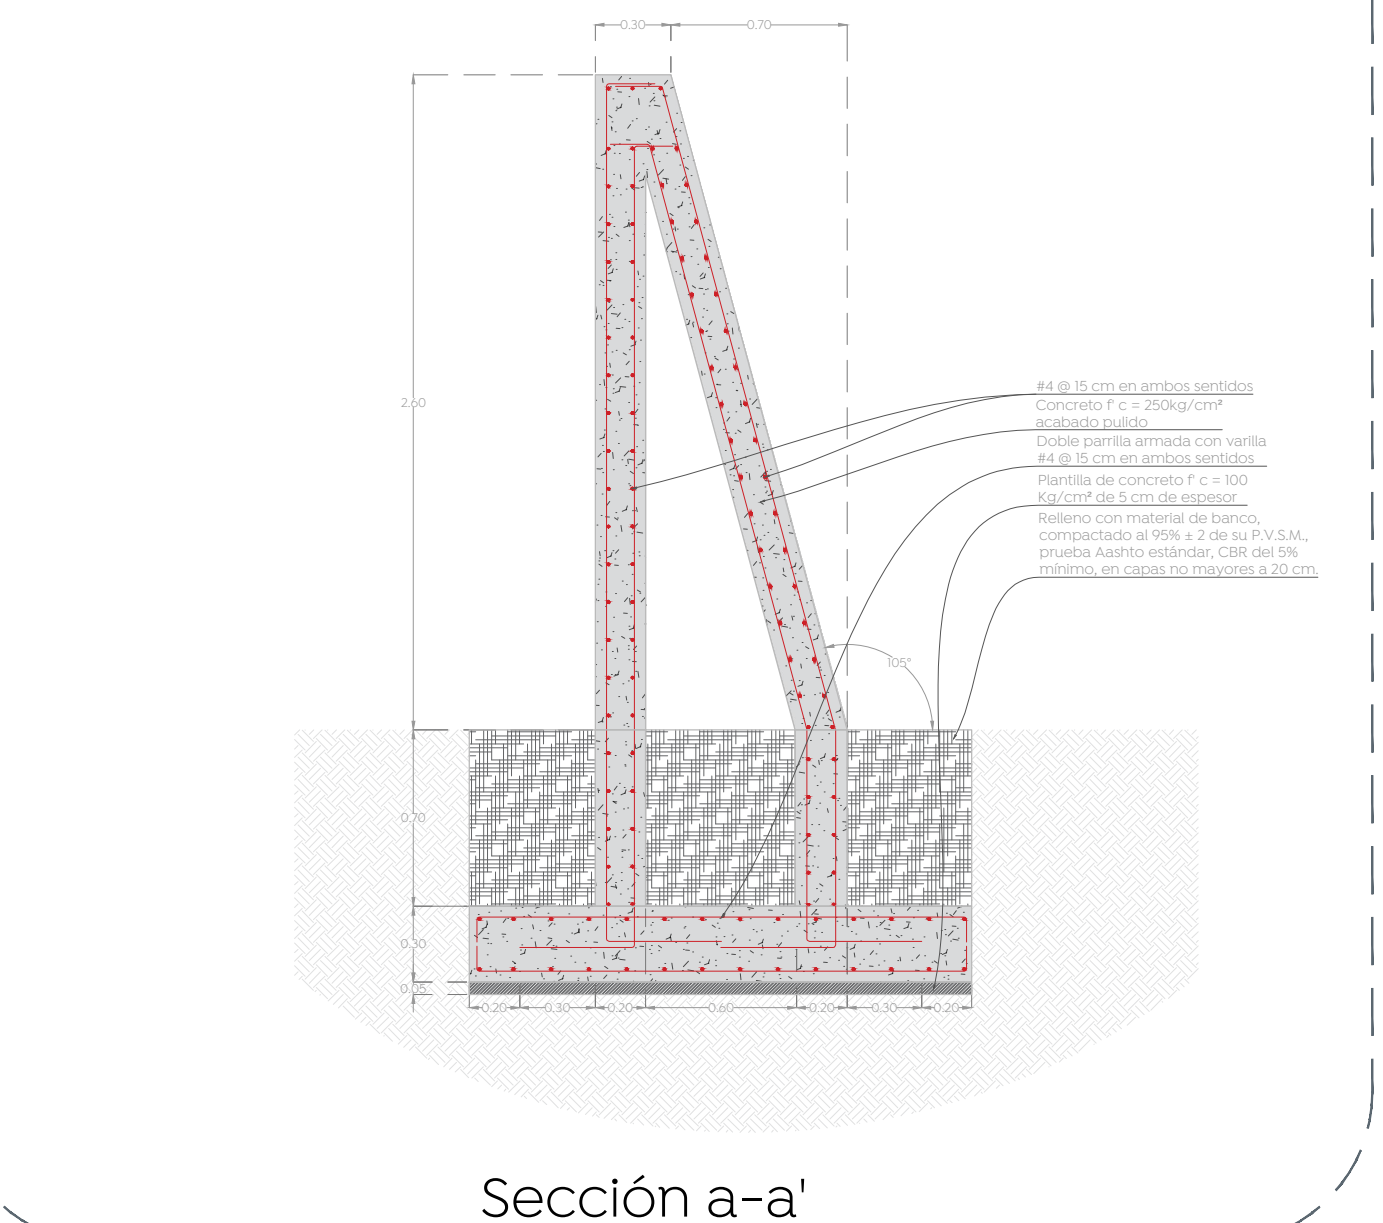 0.30
0.70
2.60
#4 @ 15 cm en ambos sentidos
Concreto f' c = 250kg/cm²
acabado pulido
Doble parrilla armada con varilla
#4 @ 15 cm en ambos sentidos
Plantilla de concreto f' c = 100
Kg/cm² de 5 cm de espesor
Relleno con material de banco,
compactado al 95% ± 2 de su P.V.S.M.,
prueba Aashto estándar, CBR del 5%
mínimo, en capas no mayores a 20 cm.
105°
0.70
0.30
0.05
0.20
0.30
0.20
0.60
0.20
0.30
0.20
Sección a-a'